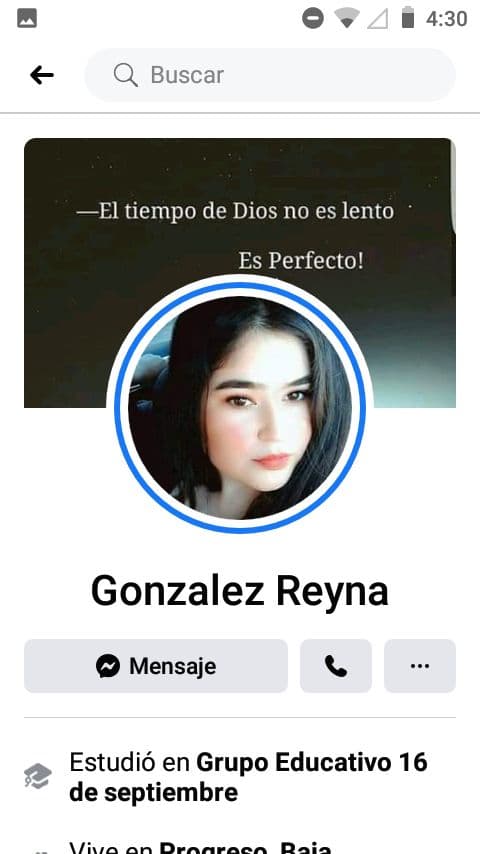 4:30
Buscar
—El tiempo de Dios no es lento
Es Perfecto!
Gonzalez Reyna
Mensaje
Estudió en Grupo Educativo 16
de septiembre
Vive en Progreso, Baja